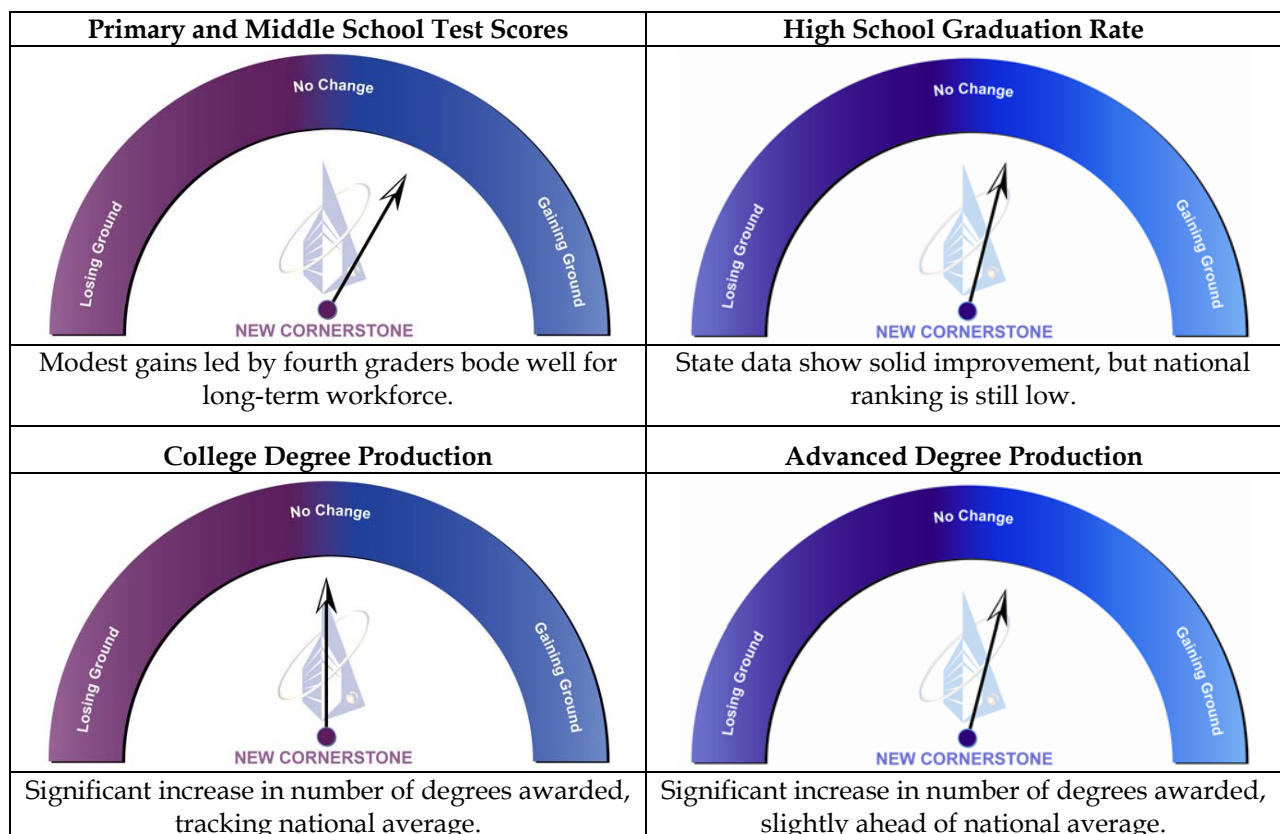 Primary and Middle School Test Scores
High School Graduation Rate
No Change
Losing Ground
Gaining Ground
NEW CORNERSTONE
No Change
Losing Ground
Gaining Ground
NEW CORNERSTONE
Modest gains led by fourth graders bode well for
long-term workforce.
State data show solid improvement, but national
ranking is still low.
College Degree Production
Advanced Degree Production
No Change
Losing Ground
Gaining Ground
NEW CORNERSTONE
No Change
Losing Ground
Gaining Ground
NEW CORNERSTONE
Significant increase in number of degrees awarded,
tracking national average.
Significant increase in number of degrees awarded,
slightly ahead of national average.